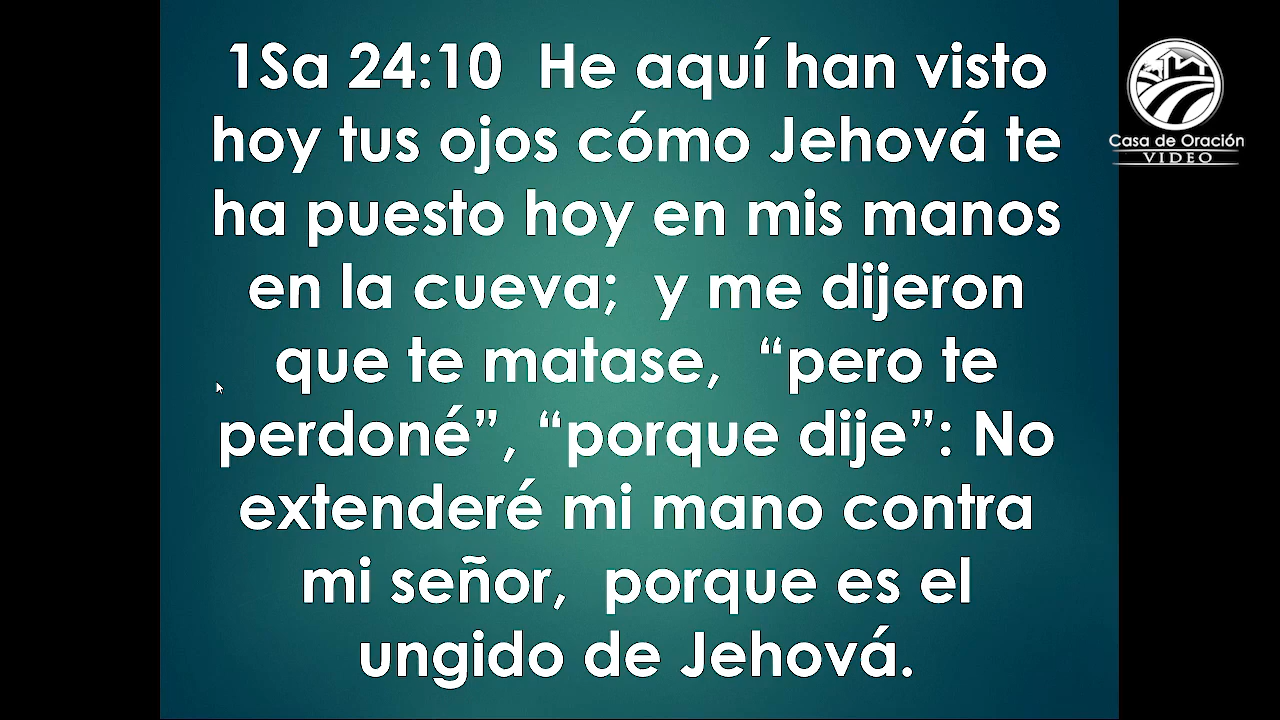 1Sa 24:10  He aquí han visto
hoy tus ojos cómo Jehová te
ha puesto hoy en mis manos
en la cueva;  y me dijeron
que te matase,  “pero te
perdoné”, “porque dije”: No
extenderé mi mano contra
mi señor,  porque es el
ungido de Jehová.
Casa de Oración
VIDEO